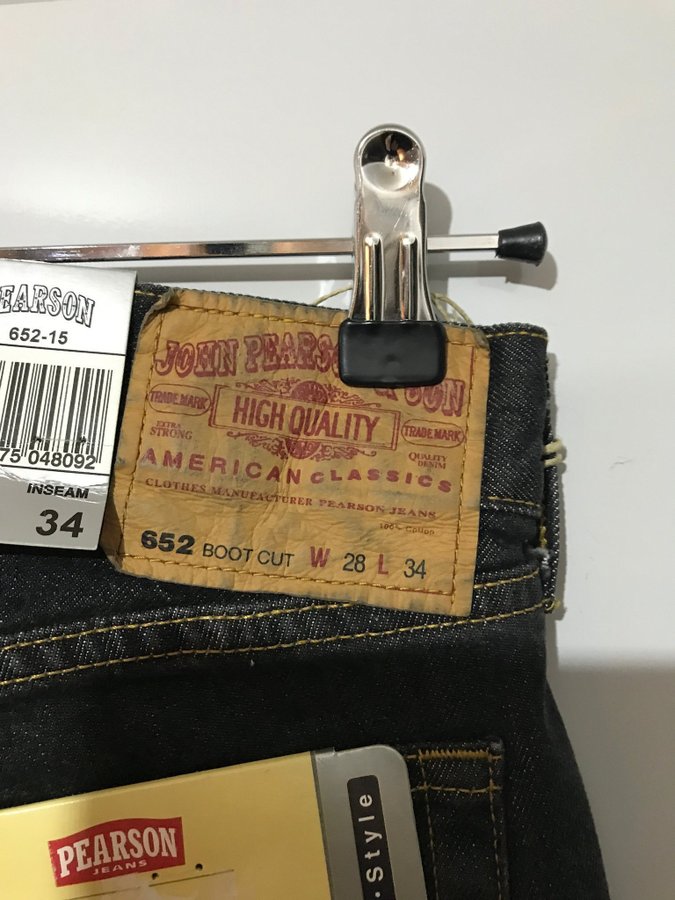 EARSON
652-15
75 048092
INSEAM
34
JOHN PEARS SON
TRADE MARK
HIGH QUALITY
TRADE MARK
EXTRA
STRONG
QUALITY
DENIM
AMERICAN CLASSICS
CLOTHES MANUFACTURER PEARSON JEANS
100% Cotton
652 BOOT CUT W 28 L 34
PEARSON
JEANS
Style